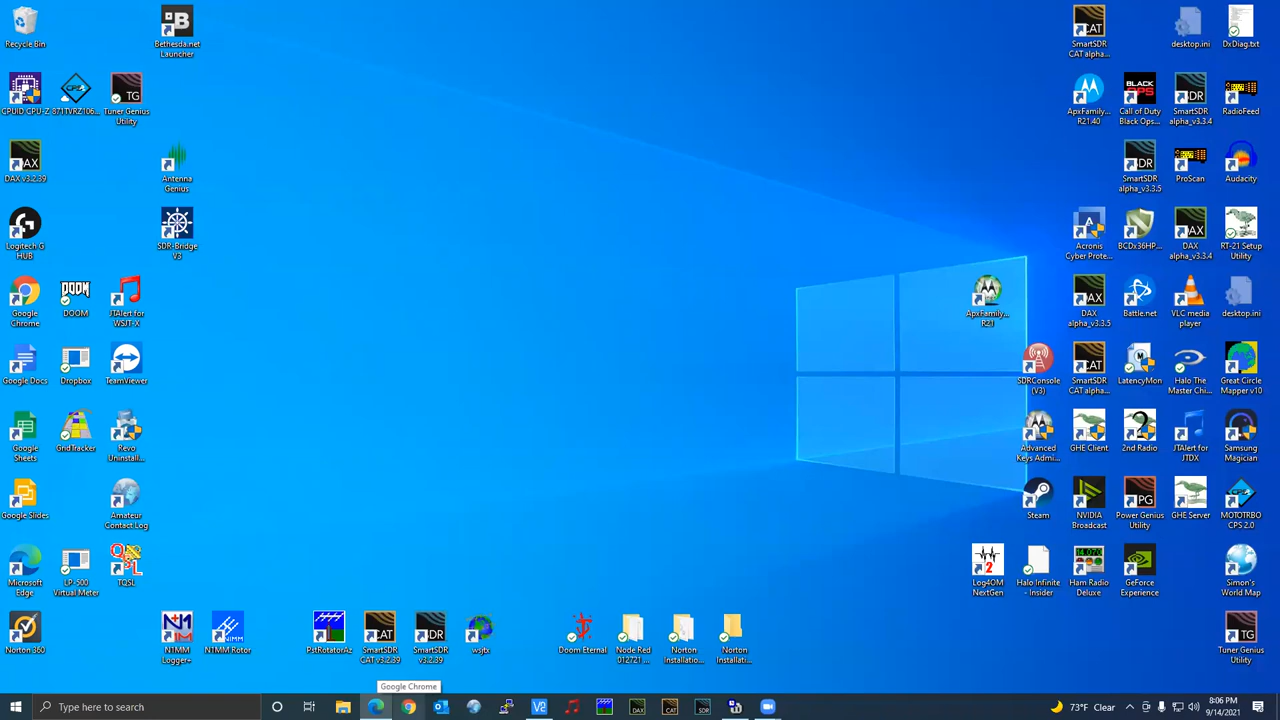 Recycle Bin
Bethesda.net
Launcher
SmartSDR
CAT alpha_...
desktop.ini
DxDiag.txt
CPUID CPU-Z
871TVRZ106...
Tuner Genius
Utility
ApxFamily...
R21.40
Call of Duty
Black Ops...
SmartSDR
alpha_v3.3.4
RadioFeed
DAX v3.2.39
Antenna
Genius
SmartSDR
alpha_v3.3.5
ProScan
Audacity
Logitech G
HUB
SDR-Bridge
V3
Acronis
Cyber Prote...
BCDx36HP...
DAX
alpha_v3.3.4
RT-21 Setup
Utility
Google
Chrome
DOOM
JTAlert for
WSJT-X
ApxFamily...
R21
DAX
alpha_v3.3.5
Battle.net
VLC media
player
desktop.ini
Google Docs
Dropbox
TeamViewer
SDRConsole
(V3)
SmartSDR
CAT alpha_...
LatencyMon
Halo The
Master Chi...
Great Circle
Mapper v10
Google
Sheets
GridTracker
Revo
Uninstall...
Advanced
Keys Admi...
GHE Client
2nd Radio
JTAlert for
JTDX
Samsung
Magician
Google Slides
Amateur
Contact Log
Steam
NVIDIA
Broadcast
Power Genius
Utility
GHE Server
MOTOTRBO
CPS 2.0
Microsoft
Edge
LP-500
Virtual Meter
TQSL
Log4OM
NextGen
Halo Infinite
- Insider
Ham Radio
Deluxe
GeForce
Experience
Simon's
World Map
Norton 360
N1MM
Logger+
N1MM Rotor
PstRotatorAz
SmartSDR
CAT v3.2.39
SmartSDR
v3.2.39
wsjtx
Doom Eternal
Node Red
012721 ...
Norton
Installatio...
Norton
Installati...
Tuner Genius
Utility
Google Chrome
Type here to search
73°F Clear
8:06 PM
9/14/2021